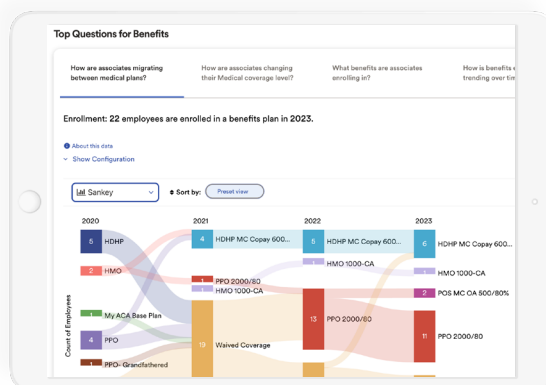 Top Questions for Benefits
How are associates migrating between medical plans?
How are associates changing their Medical coverage level?
What benefits are associates enrolling in?
How is benefits
trending over
Enrollment: 22 employees are enrolled in a benefits plan in 2023.
About this data
Show Configuration
Sankey
Sort by:
Preset view
2020
2021
2022
2023
Count of Employees
5 HDHP
2 HMO
1 My ACA Base Plan
4 PPO
1 PPO- Grandfathered
4 HDHP MC Copay 600...
1 PPO 2000/80
1 HMO 1000-CA
19 Waived Coverage
5 HDHP MC Copay 600...
1 HMO 1000-CA
13 PPO 2000/80
6 HDHP MC Copay 600...
1 HMO 1000-CA
2 POS MC OA 500/80%
11 PPO 2000/80